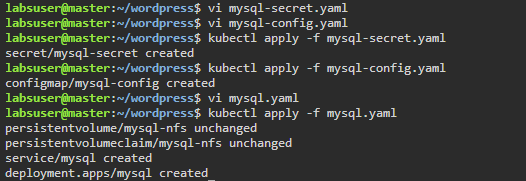 labsuser@master:~/wordpress$ vi mysql-secret.yaml
labsuser@master:~/wordpress$ vi mysql-config.yaml
labsuser@master:~/wordpress$ kubectl apply -f mysql-secret.yaml
secret/mysql-secret created
labsuser@master:~/wordpress$ kubectl apply -f mysql-config.yaml
configmap/mysql-config created
labsuser@master:~/wordpress$ vi mysql.yaml
labsuser@master:~/wordpress$ kubectl apply -f mysql.yaml
persistentvolume/mysql-nfs unchanged
persistentvolumeclaim/mysql-nfs unchanged
service/mysql created
deployment.apps/mysql created